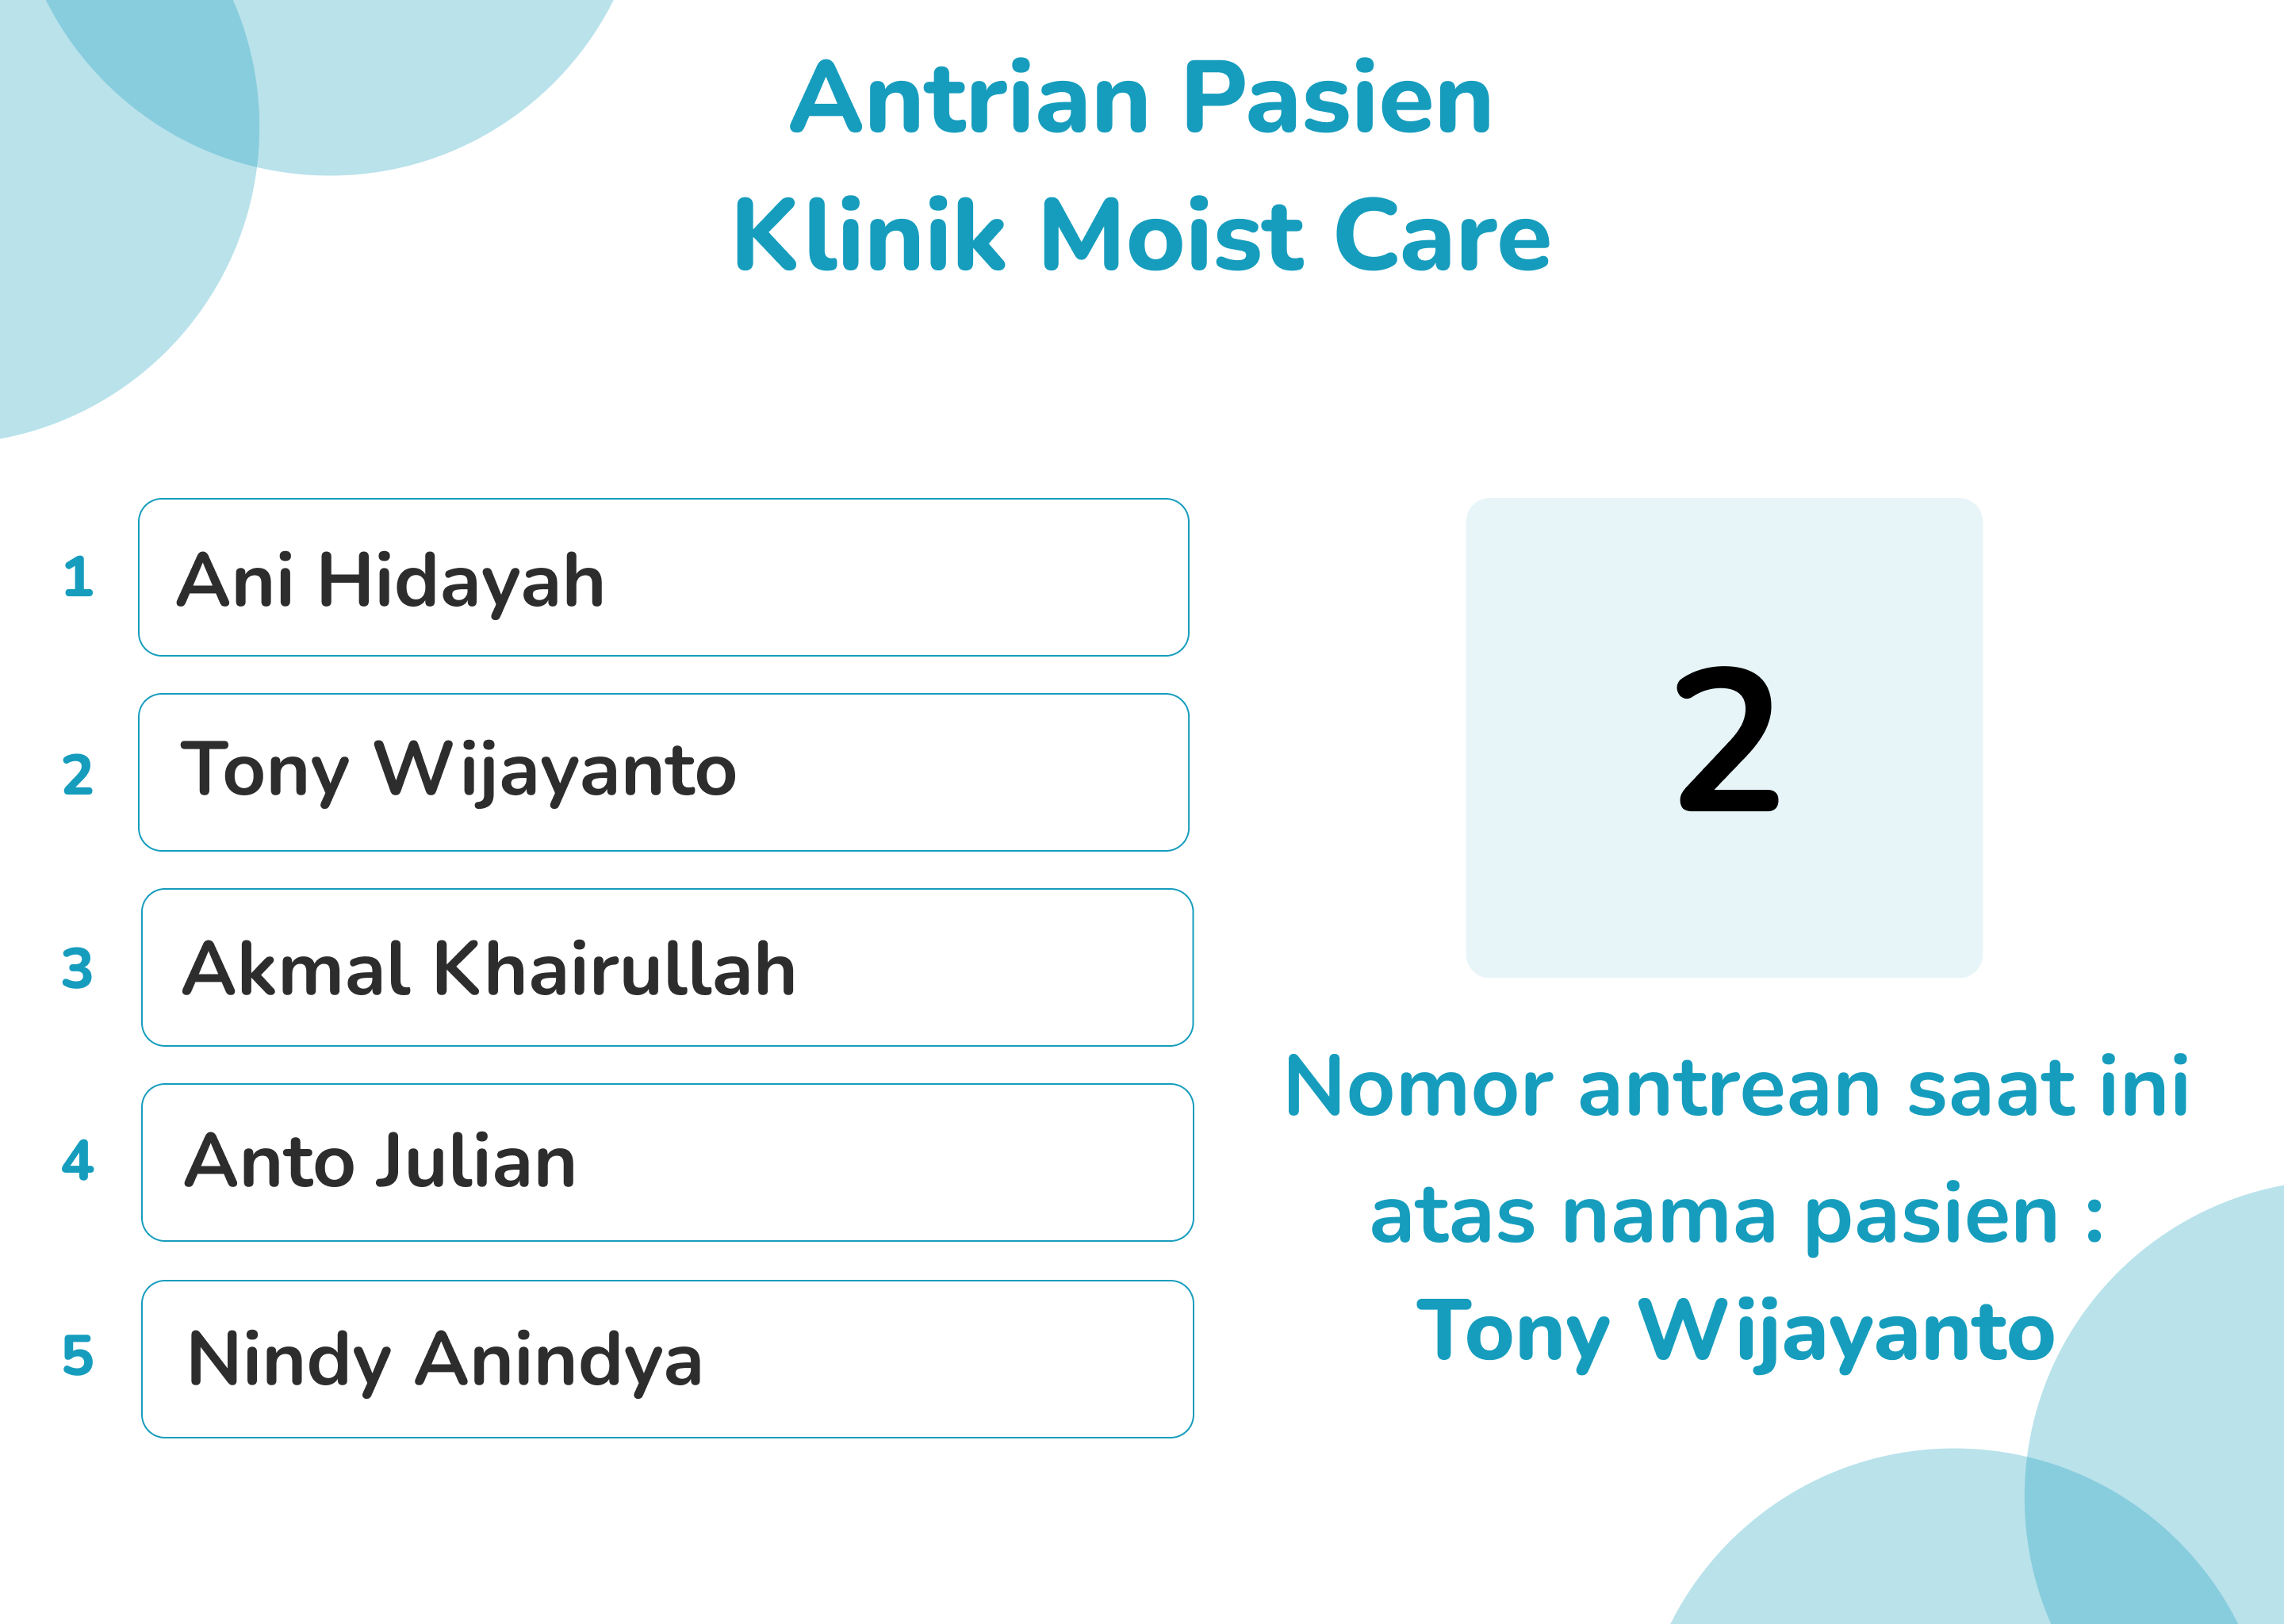 Antrian Pasien
Klinik Moist Care
1 Ani Hidayah
2 Tony Wijayanto
3 Akmal Khairullah
4 Anto Julian
5 Nindy Anindya
2
Nomor antrean saat ini
atas nama pasien :
Tony Wijayanto